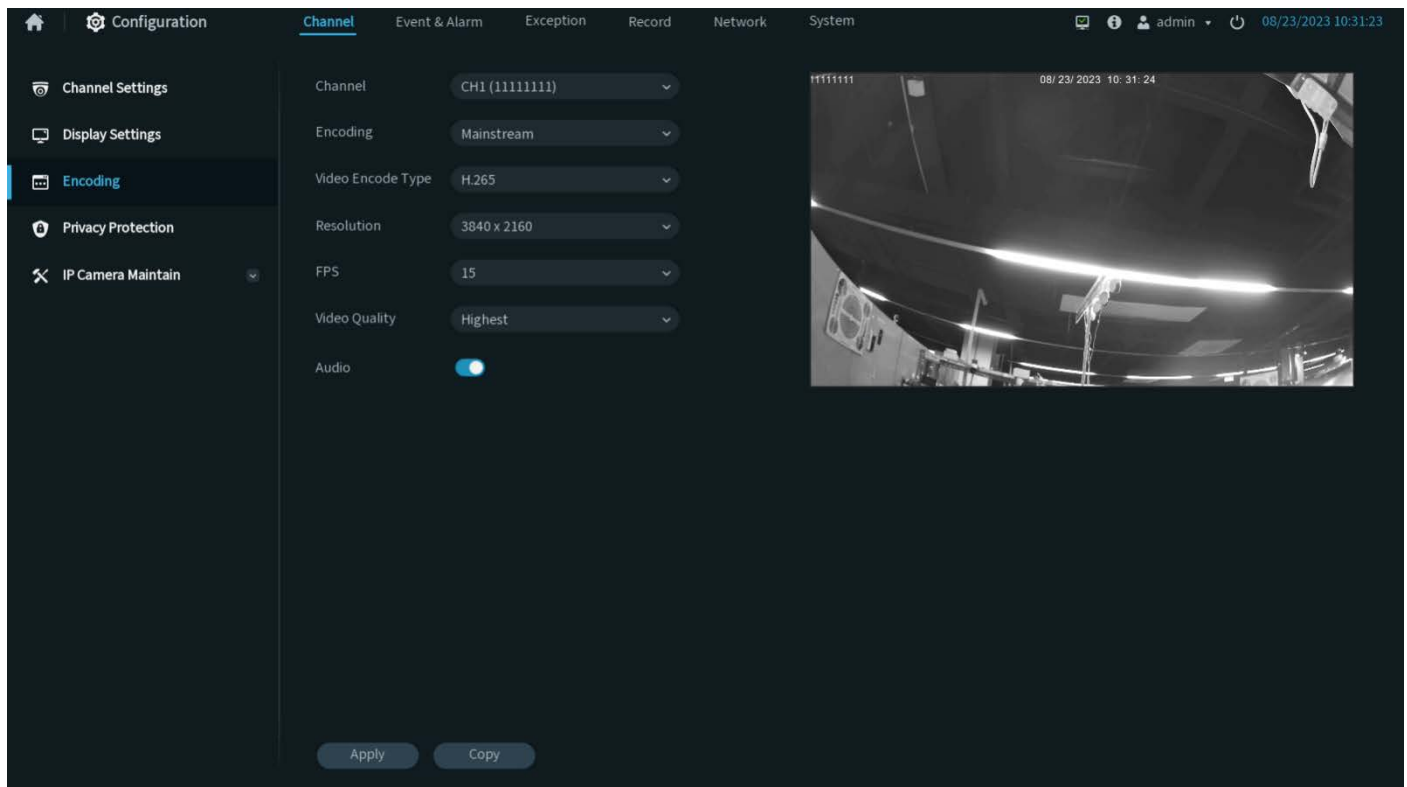 Configuration
Channel Event & Alarm Exception Record Network System
admin 08/23/2023 10:31:23
Channel Settings
Display Settings
Encoding
Privacy Protection
IP Camera Maintain
Channel CH1 (11111111)
Encoding Mainstream
Video Encode Type H.265
Resolution 3840 x 2160
FPS 15
Video Quality Highest
Audio
11111111 08/ 23/ 2023 10: 31: 24
Apply Copy